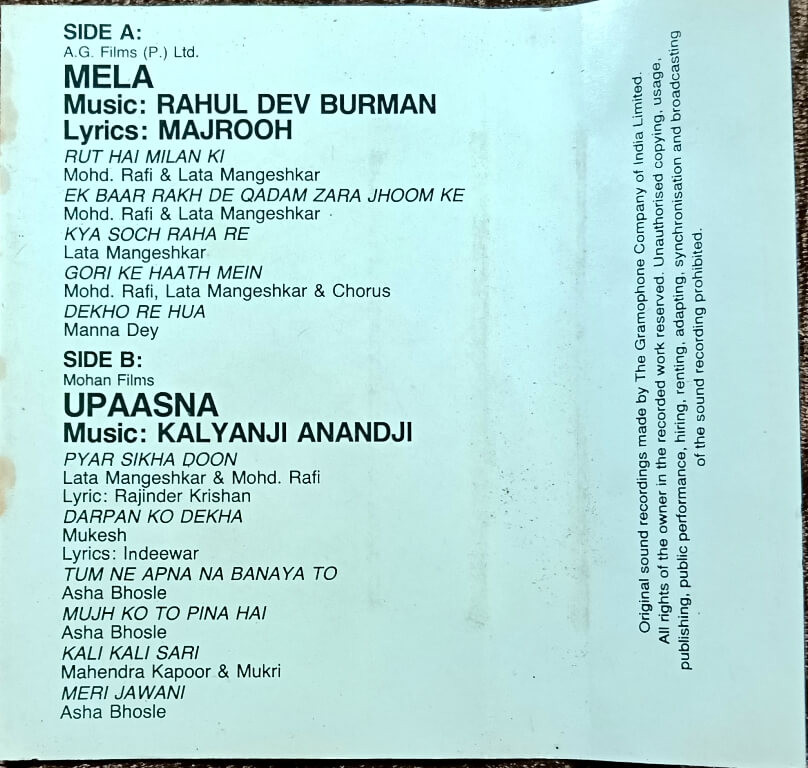 SIDE A:
A.G. Films (P.) Ltd.
MELA
Music: RAHUL DEV BURMAN
Lyrics: MAJROOH
RUT HAI MILAN KI
Mohd. Rafi & Lata Mangeshkar
EK BAAR RAKH DE QADAM ZARA JHOOM KE
Mohd. Rafi & Lata Mangeshkar
KYA SOCH RAHA RE
Lata Mangeshkar
GORI KE HAATH MEIN
Mohd. Rafi, Lata Mangeshkar & Chorus
DEKHO RE HUA
Manna Dey
SIDE B:
Mohan Films
UPAASNA
Music: KALYANJI ANANDJI
PYAR SIKHA DOON
Lata Mangeshkar & Mohd. Rafi
Lyric: Rajinder Krishan
DARPAN KO DEKHA
Mukesh
Lyrics: Indeewar
TUM NE APNA NA BANAYA TO
Asha Bhosle
MUJH KO TO PINA HAI
Asha Bhosle
KALI KALI SARI
Mahendra Kapoor & Mukri
MERI JAWANI
Asha Bhosle
Original sound recordings made by The Gramophone Company of India Limited.
All rights of the owner in the recorded work reserved. Unauthorised copying, usage,
publishing, public performance, hiring, renting, adapting, synchronisation and broadcasting
of the sound recording prohibited.